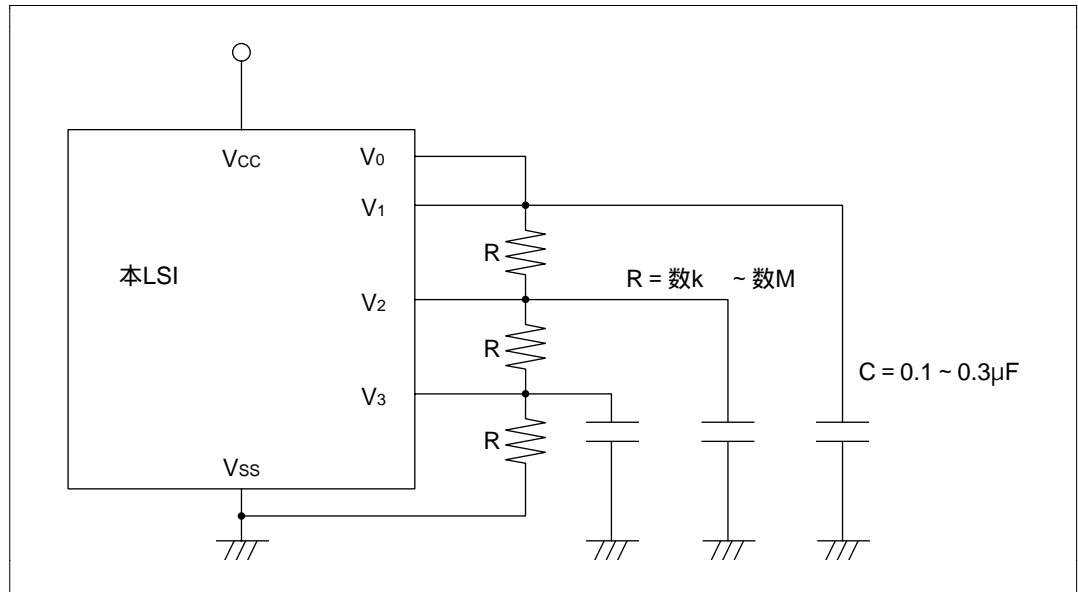 VCC
V0
V1
本LSI
R
R = 数k ~ 数M
V2
R
C = 0.1 ~ 0.3µF
V3
R
VSS